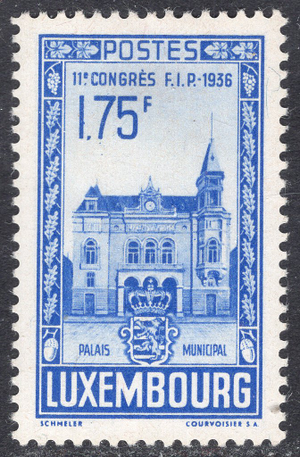 POSTES
11e CONGRÈS F.I.P.-1936
1.75F
PALAIS MUNICIPAL
LUXEMBOURG
SCHMELER COURVOISIER S A